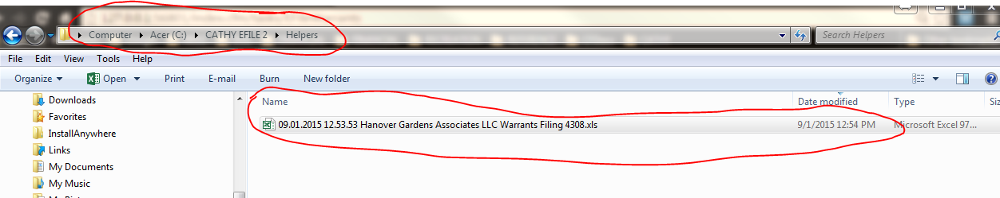 Computer Acer (C:) CATHY EFILE 2 Helpers Search Helpers
File Edit View Tools Help
Organize Open Print E-mail Burn New folder
Downloads
Favorites
InstallAnywhere
Links
My Documents
My Music
Name Date modified Type
09.01.2015 12.53.53 Hanover Gardens Associates LLC Warrants Filing 4308.xls 9/1/2015 12:54 PM Microsoft Excel 97...